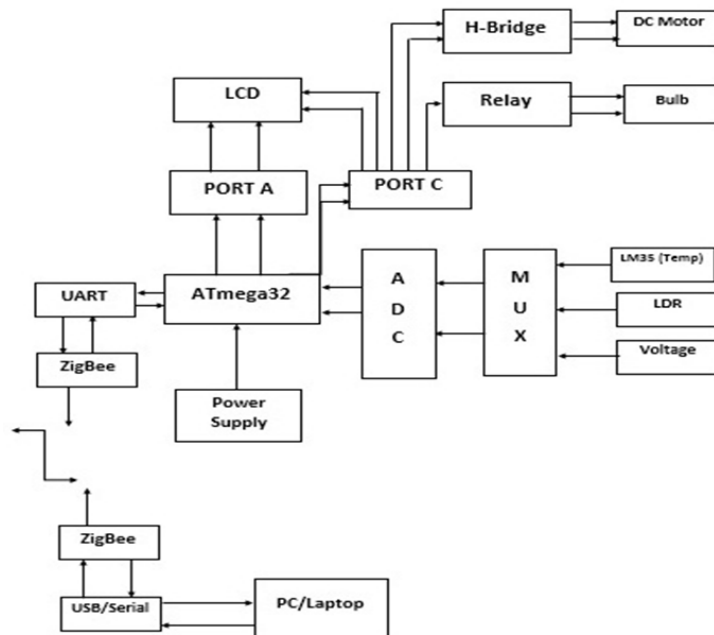 H-Bridge
DC Motor
LCD
Relay
Bulb
PORT A
PORT C
LM35 (Temp)
A
D
C
M
U
X
UART
ATmega32
LDR
Voltage
ZigBee
Power
Supply
ZigBee
USB/Serial
PC/Laptop